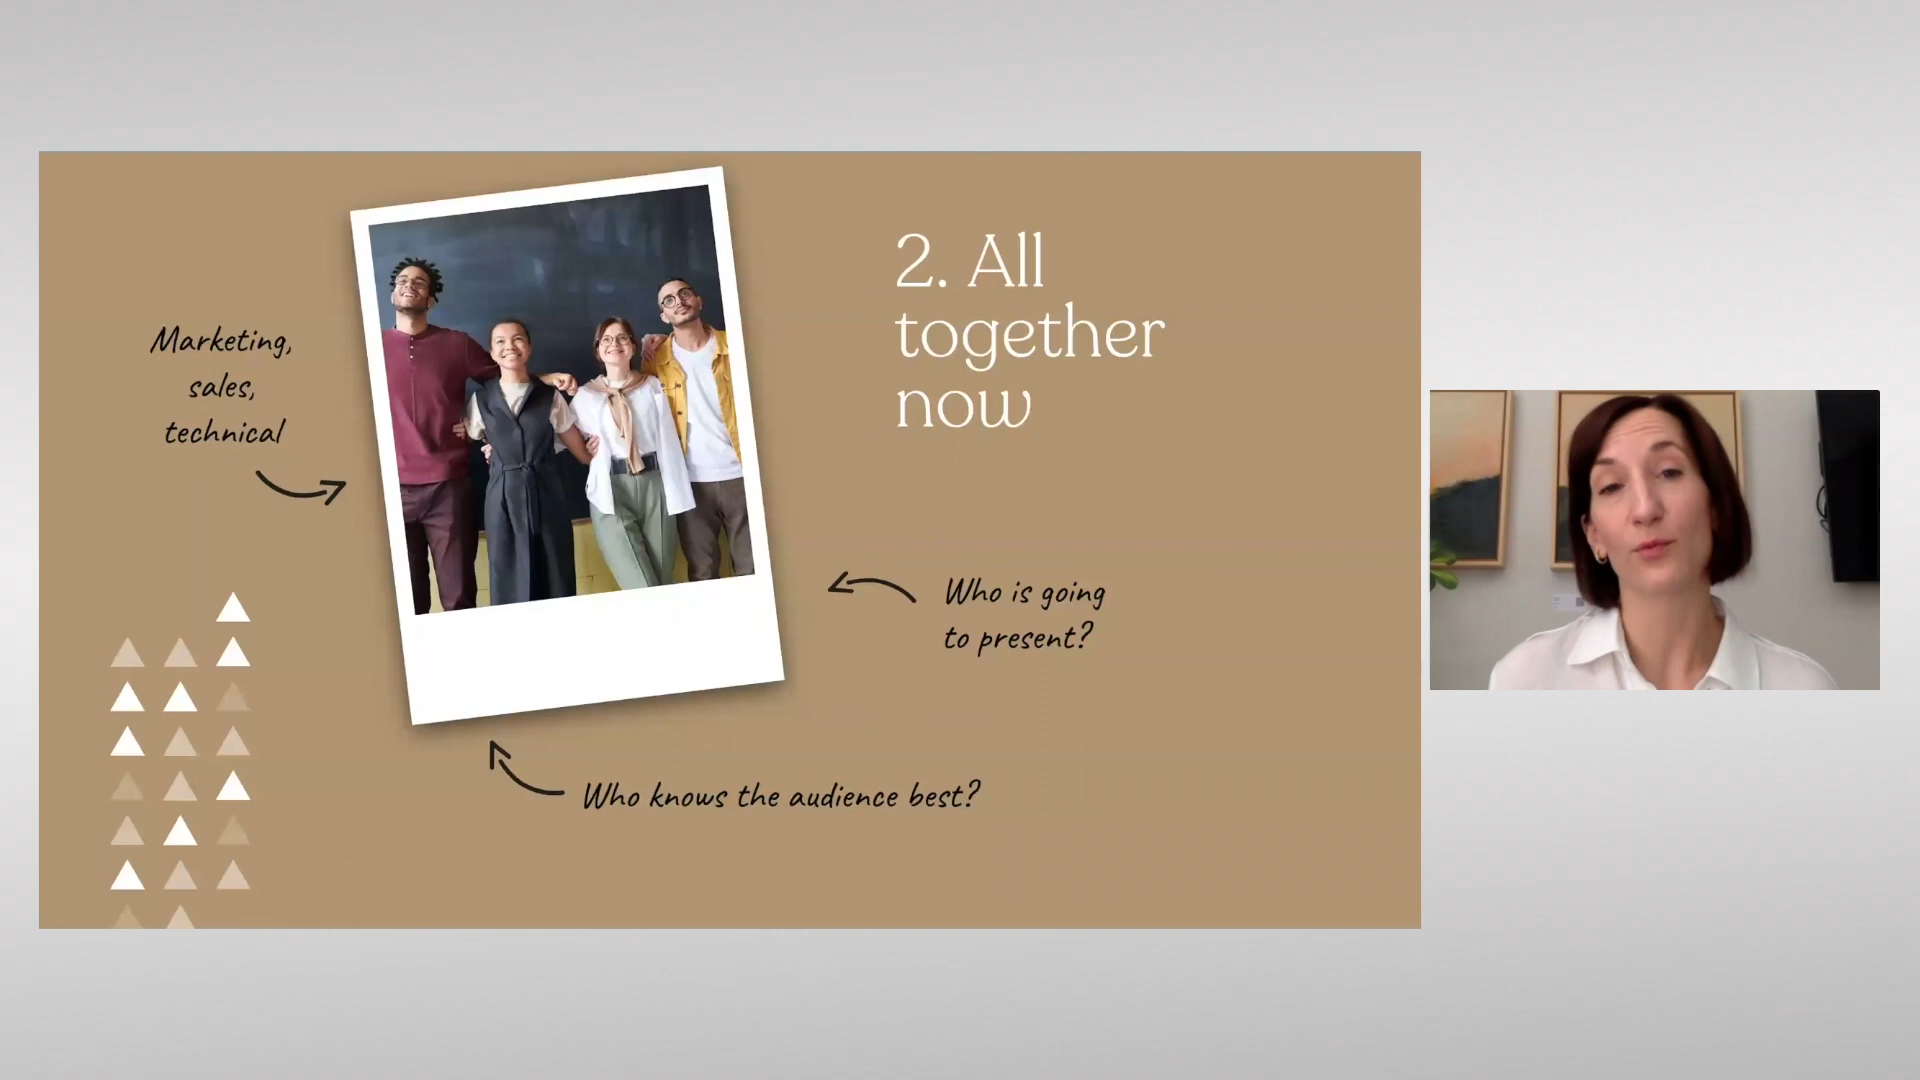 2. All
together
now
Marketing,
sales,
technical
Who is going
to present?
Who knows the audience best?